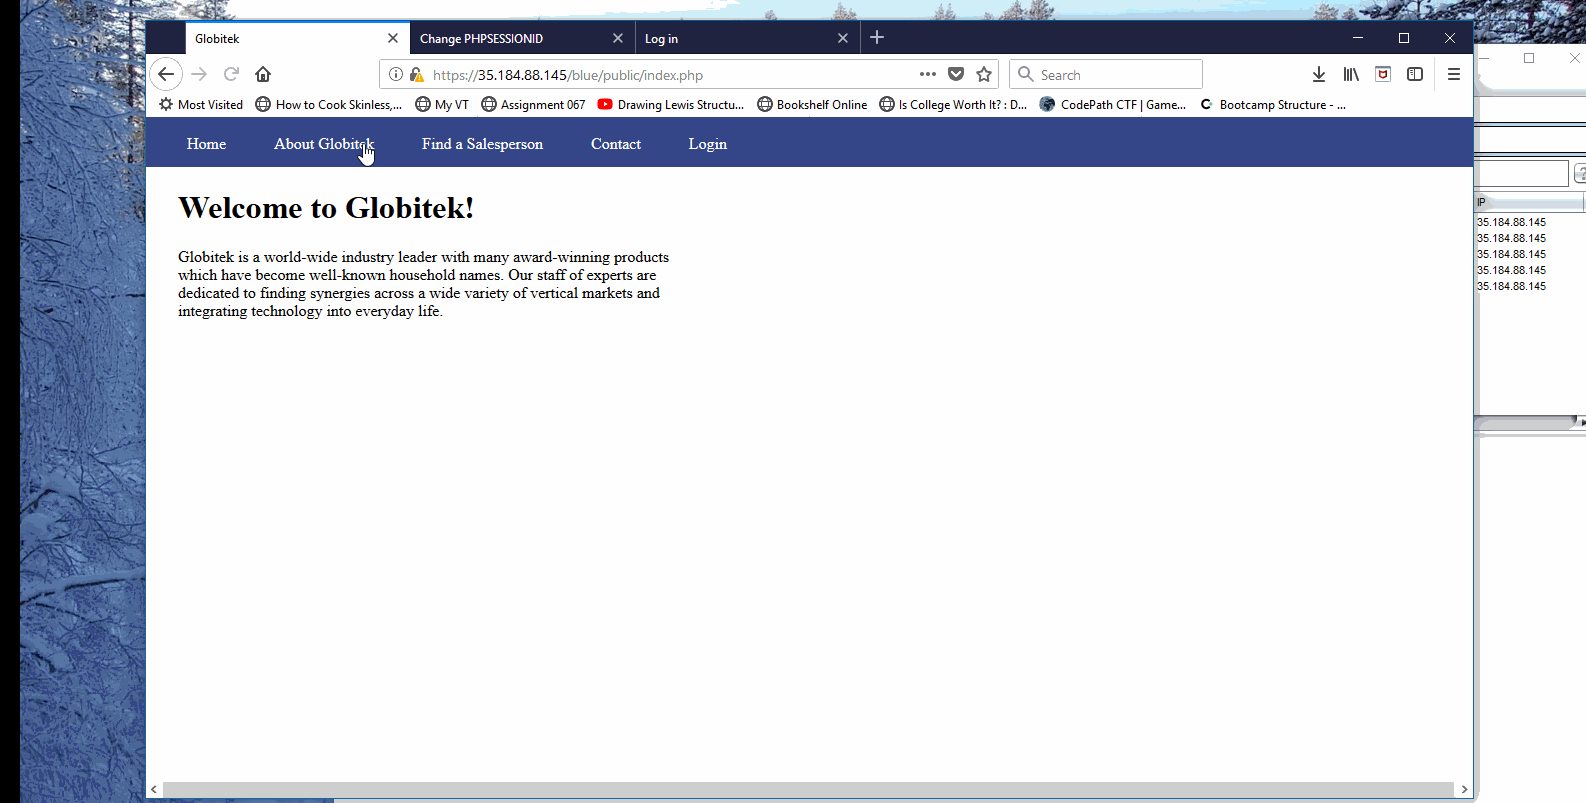 Globitek
Change PHPSESSIONID
Log in
https://35.184.88.145/blue/public/index.php
Search
Most Visited
How to Cook Skinless,...
My VT
Assignment 067
Drawing Lewis Structu...
Bookshelf Online
Is College Worth It? : D...
CodePath CTF | Game...
Bootcamp Structure - ...
Home
About Globitek
Find a Salesperson
Contact
Login
Welcome to Globitek!
Globitek is a world-wide industry leader with many award-winning products
which have become well-known household names. Our staff of experts are
dedicated to finding synergies across a wide variety of vertical markets and
integrating technology into everyday life.
IP
35.184.88.145
35.184.88.145
35.184.88.145
35.184.88.145
35.184.88.145